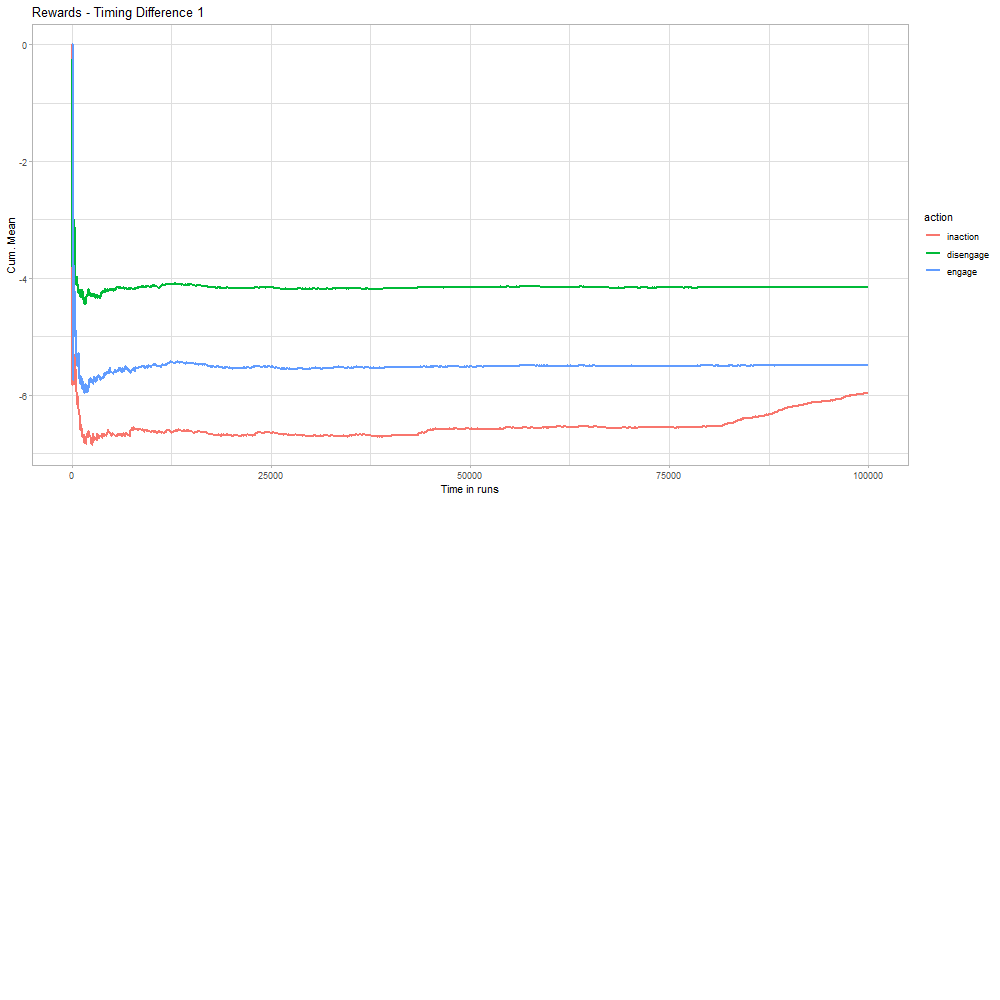 Rewards - Timing Difference 1
Cum. Mean
0
-2
-4
-6
0
25000
50000
75000
100000
Time in runs
action
inaction
disengage
engage